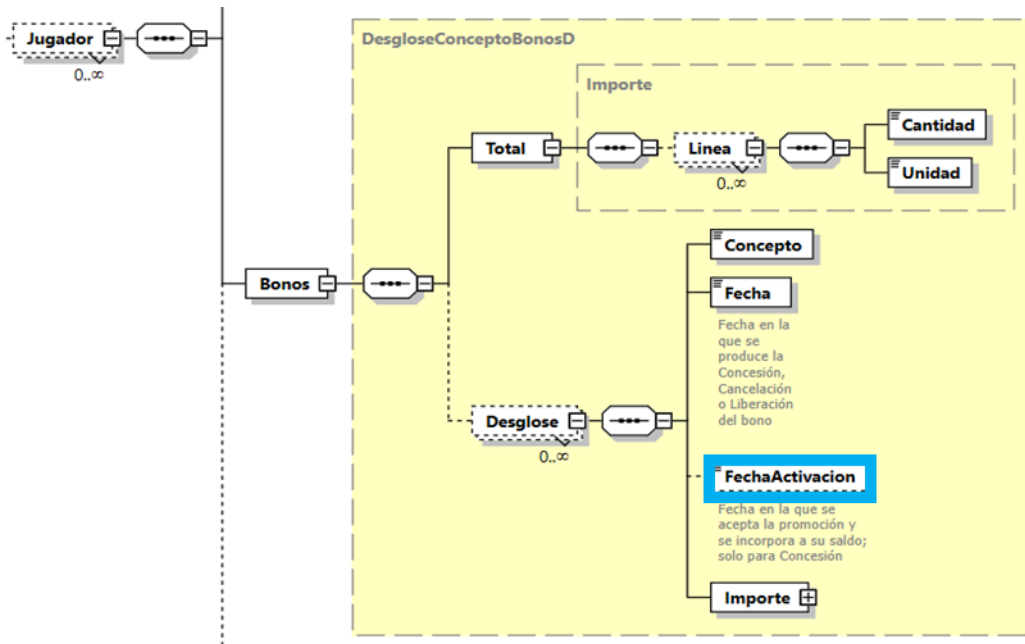 Jugador
0..∞
DesgloseConceptoBonosD
Importe
Total
Linea
0..∞
Cantidad
Unidad
Bonos
Concepto
Fecha
Fecha en la
que se
produce la
Concesión,
Cancelación
o Liberación
del bono
Desglose
0..∞
FechaActivacion
Fecha en la que se
acepta la promoción y
se incorpora a su saldo;
solo para Concesión
Importe